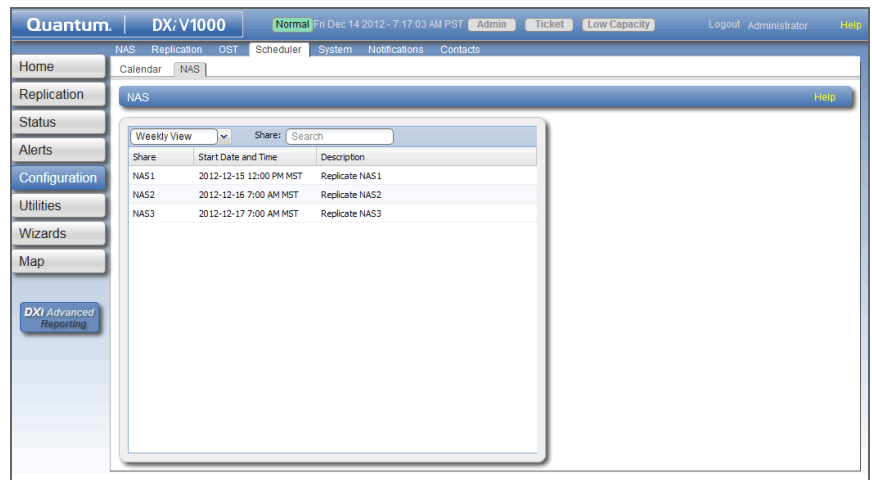 Quantum. DXi V1000 Normal Fri Dec 14 2012 - 7:17:03 AM PST Admin Ticket Low Capacity Logout Administrator Help
NAS Replication OST Scheduler System Notifications Contacts
Home
Calendar NAS
Replication
NAS Help
Status
Alerts
Configuration
Utilities
Wizards
Map
DXi Advanced
Reporting
Weekly View Share: Search
Share Start Date and Time Description
NAS1 2012-12-15 12:00 PM MST Replicate NAS1
NAS2 2012-12-16 7:00 AM MST Replicate NAS2
NAS3 2012-12-17 7:00 AM MST Replicate NAS3